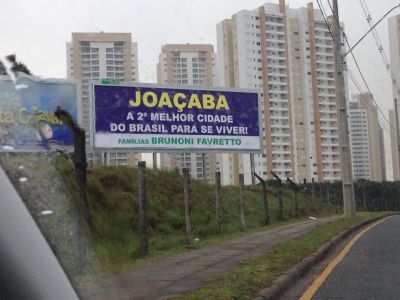 JOAÇABA
A 2ª MELHOR CIDADE
DO BRASIL PARA SE VIVER!
FAMÍLIAS BRUNONI FAVRETTO